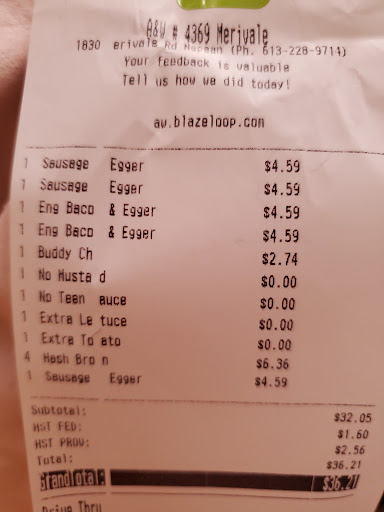 A&W # 4369 Merivale
1830 erivale Rd Nepean (Ph. 613-228-9714)
Your feedback is valuable
Tell us how we did today!
aw.blazeloop.com
1 Sausage Egger $4.59
1 Sausage Egger $4.59
1 Eng Baco & Egger $4.59
1 Eng Baco & Egger $4.59
1 Buddy Ch $2.74
1 No Musta d $0.00
1 No Teen auce $0.00
1 Extra Le tuce $0.00
1 Extra To ato $0.00
4 Hash Bro n $6.36
1 Sausage Egger $4.59
Subtotal: $32.05
HST FED: $1.60
HST PROV: $2.56
Total: $36.21
GrandTotal: $36.21
Drive Thru